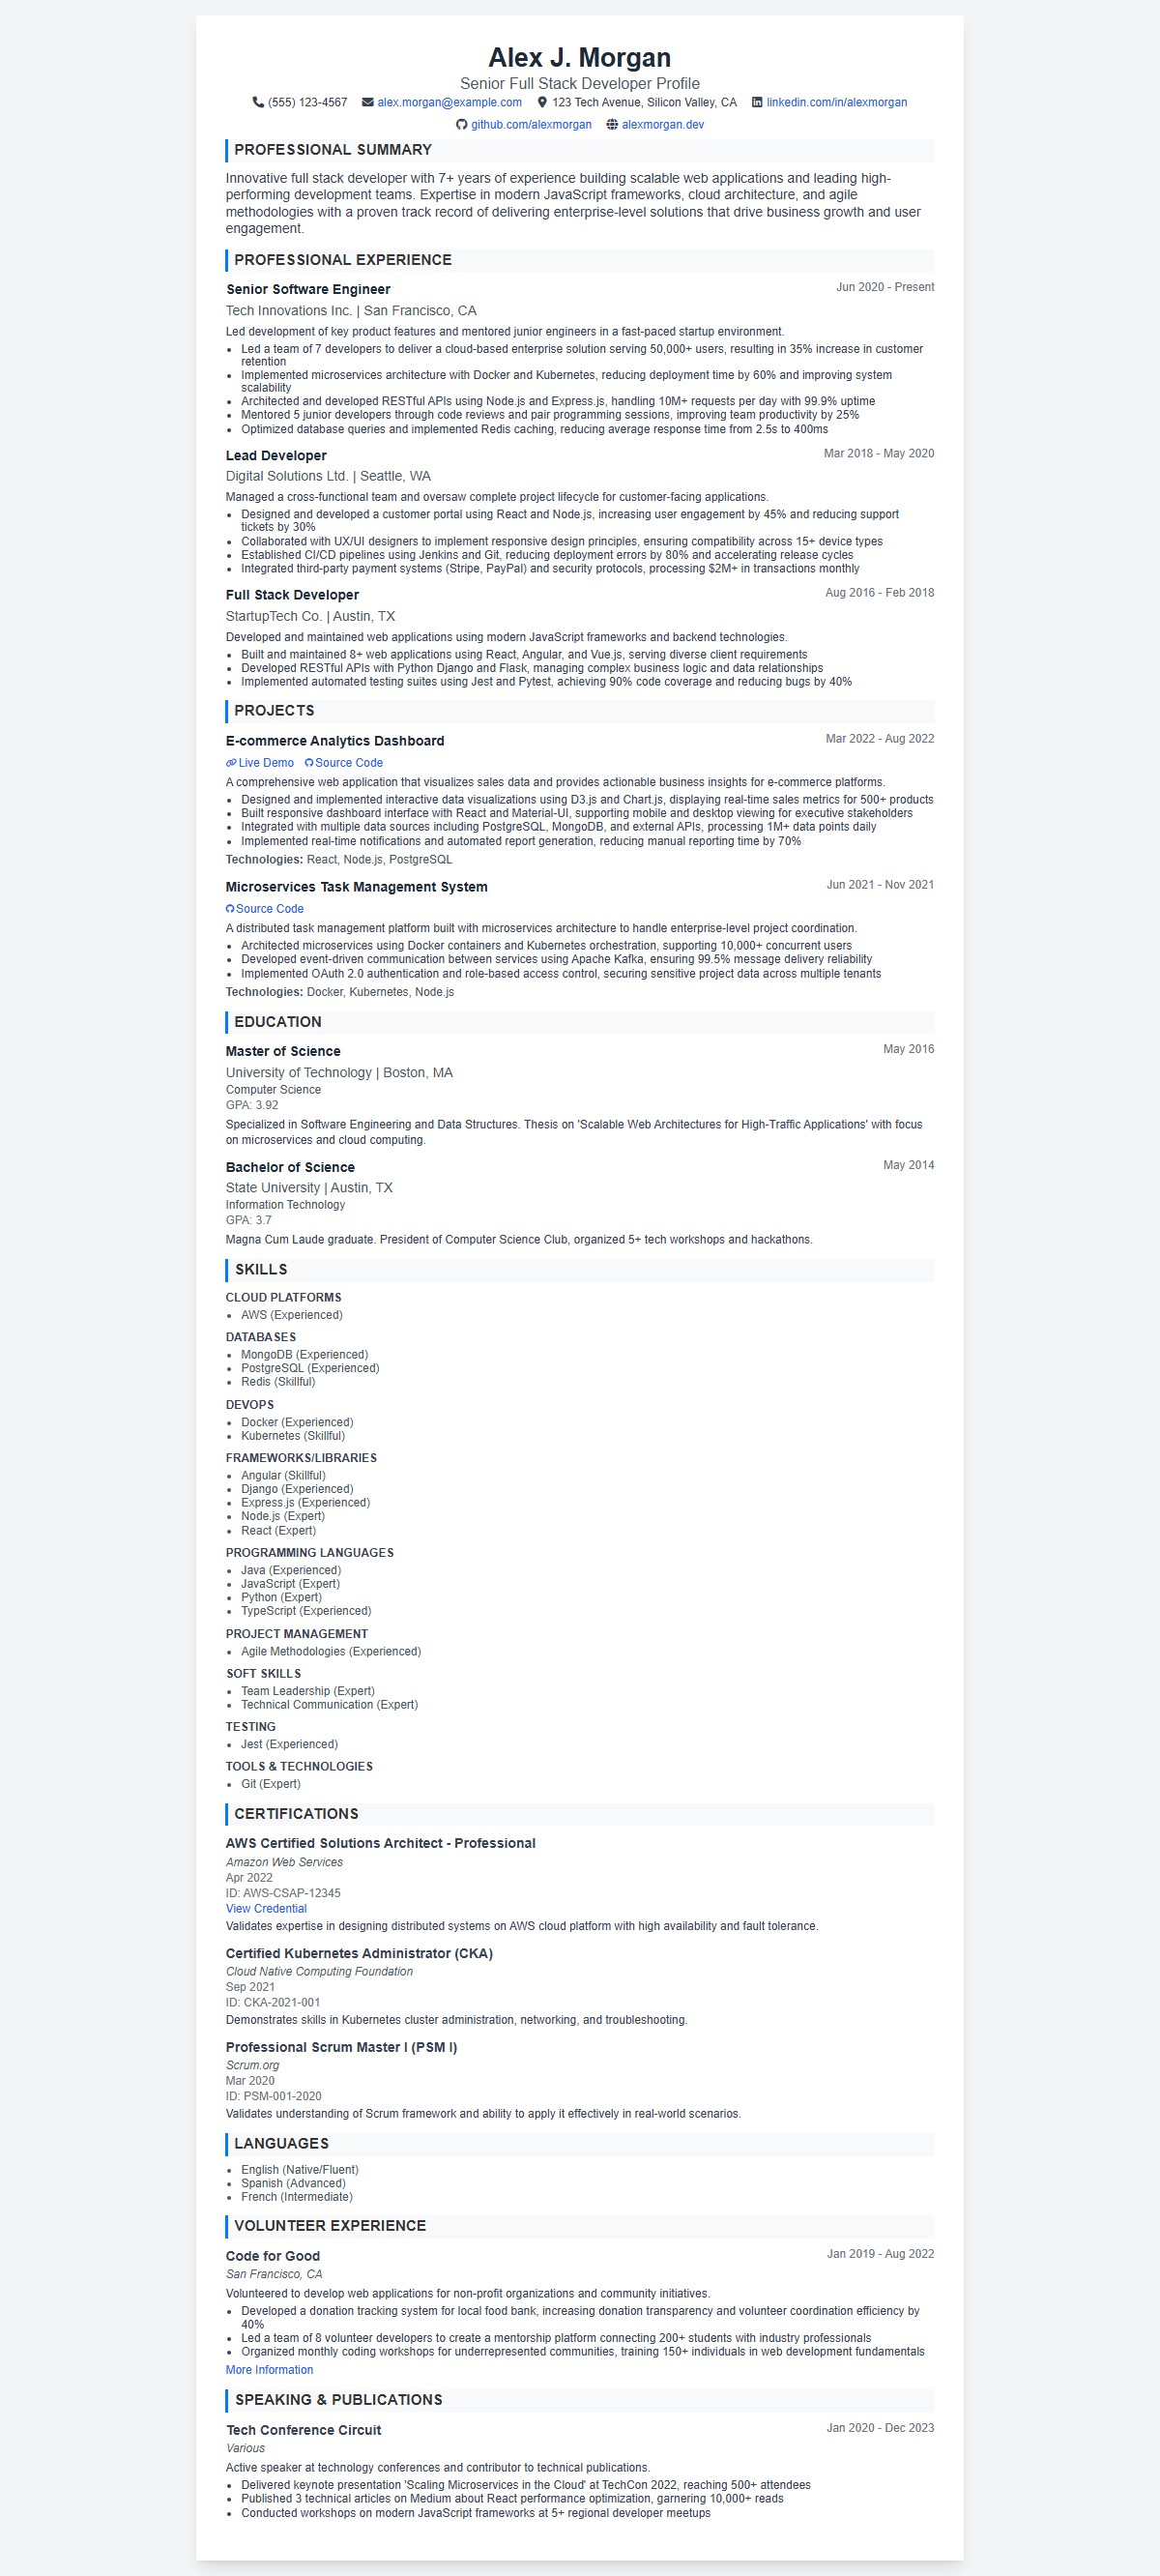 Alex J. Morgan
Senior Full Stack Developer Profile
(555) 123-4567 alex.morgan@example.com 123 Tech Avenue, Silicon Valley, CA linkedin.com/in/alexmorgan
github.com/alexmorgan alexmorgan.dev
PROFESSIONAL SUMMARY
Innovative full stack developer with 7+ years of experience building scalable web applications and leading high-
performing development teams. Expertise in modern JavaScript frameworks, cloud architecture, and agile
methodologies with a proven track record of delivering enterprise-level solutions that drive business growth and user
engagement.
PROFESSIONAL EXPERIENCE
Senior Software Engineer Jun 2020 - Present
Tech Innovations Inc. | San Francisco, CA
Led development of key product features and mentored junior engineers in a fast-paced startup environment.
• Led a team of 7 developers to deliver a cloud-based enterprise solution serving 50,000+ users, resulting in 35% increase in customer
retention
• Implemented microservices architecture with Docker and Kubernetes, reducing deployment time by 60% and improving system
scalability
• Architected and developed RESTful APIs using Node.js and Express.js, handling 10M+ requests per day with 99.9% uptime
• Mentored 5 junior developers through code reviews and pair programming sessions, improving team productivity by 25%
• Optimized database queries and implemented Redis caching, reducing average response time from 2.5s to 400ms
Lead Developer Mar 2018 - May 2020
Digital Solutions Ltd. | Seattle, WA
Managed a cross-functional team and oversaw complete project lifecycle for customer-facing applications.
• Designed and developed a customer portal using React and Node.js, increasing user engagement by 45% and reducing support
tickets by 30%
• Collaborated with UX/UI designers to implement responsive design principles, ensuring compatibility across 15+ device types
• Established CI/CD pipelines using Jenkins and Git, reducing deployment errors by 80% and accelerating release cycles
• Integrated third-party payment systems (Stripe, PayPal) and security protocols, processing $2M+ in transactions monthly
Full Stack Developer Aug 2016 - Feb 2018
StartupTech Co. | Austin, TX
Developed and maintained web applications using modern JavaScript frameworks and backend technologies.
• Built and maintained 8+ web applications using React, Angular, and Vue.js, serving diverse client requirements
• Developed RESTful APIs with Python Django and Flask, managing complex business logic and data relationships
• Implemented automated testing suites using Jest and Pytest, achieving 90% code coverage and reducing bugs by 40%
PROJECTS
E-commerce Analytics Dashboard Mar 2022 - Aug 2022
Live Demo Source Code
A comprehensive web application that visualizes sales data and provides actionable business insights for e-commerce platforms.
• Designed and implemented interactive data visualizations using D3.js and Chart.js, displaying real-time sales metrics for 500+ products
• Built responsive dashboard interface with React and Material-UI, supporting mobile and desktop viewing for executive stakeholders
• Integrated with multiple data sources including PostgreSQL, MongoDB, and external APIs, processing 1M+ data points daily
• Implemented real-time notifications and automated report generation, reducing manual reporting time by 70%
Technologies: React, Node.js, PostgreSQL
Microservices Task Management System Jun 2021 - Nov 2021
Source Code
A distributed task management platform built with microservices architecture to handle enterprise-level project coordination.
• Architected microservices using Docker containers and Kubernetes orchestration, supporting 10,000+ concurrent users
• Developed event-driven communication between services using Apache Kafka, ensuring 99.5% message delivery reliability
• Implemented OAuth 2.0 authentication and role-based access control, securing sensitive project data across multiple tenants
Technologies: Docker, Kubernetes, Node.js
EDUCATION
Master of Science May 2016
University of Technology | Boston, MA
Computer Science
GPA: 3.92
Specialized in Software Engineering and Data Structures. Thesis on 'Scalable Web Architectures for High-Traffic Applications' with focus
on microservices and cloud computing.
Bachelor of Science May 2014
State University | Austin, TX
Information Technology
GPA: 3.7
Magna Cum Laude graduate. President of Computer Science Club, organized 5+ tech workshops and hackathons.
SKILLS
CLOUD PLATFORMS
• AWS (Experienced)
DATABASES
• MongoDB (Experienced)
• PostgreSQL (Experienced)
• Redis (Skillful)
DEVOPS
• Docker (Experienced)
• Kubernetes (Skillful)
FRAMEWORKS/LIBRARIES
• Angular (Skillful)
• Django (Experienced)
• Express.js (Experienced)
• Node.js (Expert)
• React (Expert)
PROGRAMMING LANGUAGES
• Java (Experienced)
• JavaScript (Expert)
• Python (Expert)
• TypeScript (Experienced)
PROJECT MANAGEMENT
• Agile Methodologies (Experienced)
SOFT SKILLS
• Team Leadership (Expert)
• Technical Communication (Expert)
TESTING
• Jest (Experienced)
TOOLS & TECHNOLOGIES
• Git (Expert)
CERTIFICATIONS
AWS Certified Solutions Architect - Professional
Amazon Web Services
Apr 2022
ID: AWS-CSAP-12345
View Credential
Validates expertise in designing distributed systems on AWS cloud platform with high availability and fault tolerance.
Certified Kubernetes Administrator (CKA)
Cloud Native Computing Foundation
Sep 2021
ID: CKA-2021-001
Demonstrates skills in Kubernetes cluster administration, networking, and troubleshooting.
Professional Scrum Master I (PSM I)
Scrum.org
Mar 2020
ID: PSM-001-2020
Validates understanding of Scrum framework and ability to apply it effectively in real-world scenarios.
LANGUAGES
• English (Native/Fluent)
• Spanish (Advanced)
• French (Intermediate)
VOLUNTEER EXPERIENCE
Code for Good Jan 2019 - Aug 2022
San Francisco, CA
Volunteered to develop web applications for non-profit organizations and community initiatives.
• Developed a donation tracking system for local food bank, increasing donation transparency and volunteer coordination efficiency by
40%
• Led a team of 8 volunteer developers to create a mentorship platform connecting 200+ students with industry professionals
• Organized monthly coding workshops for underrepresented communities, training 150+ individuals in web development fundamentals
More Information
SPEAKING & PUBLICATIONS
Tech Conference Circuit Jan 2020 - Dec 2023
Various
Active speaker at technology conferences and contributor to technical publications.
• Delivered keynote presentation 'Scaling Microservices in the Cloud' at TechCon 2022, reaching 500+ attendees
• Published 3 technical articles on Medium about React performance optimization, garnering 10,000+ reads
• Conducted workshops on modern JavaScript frameworks at 5+ regional developer meetups